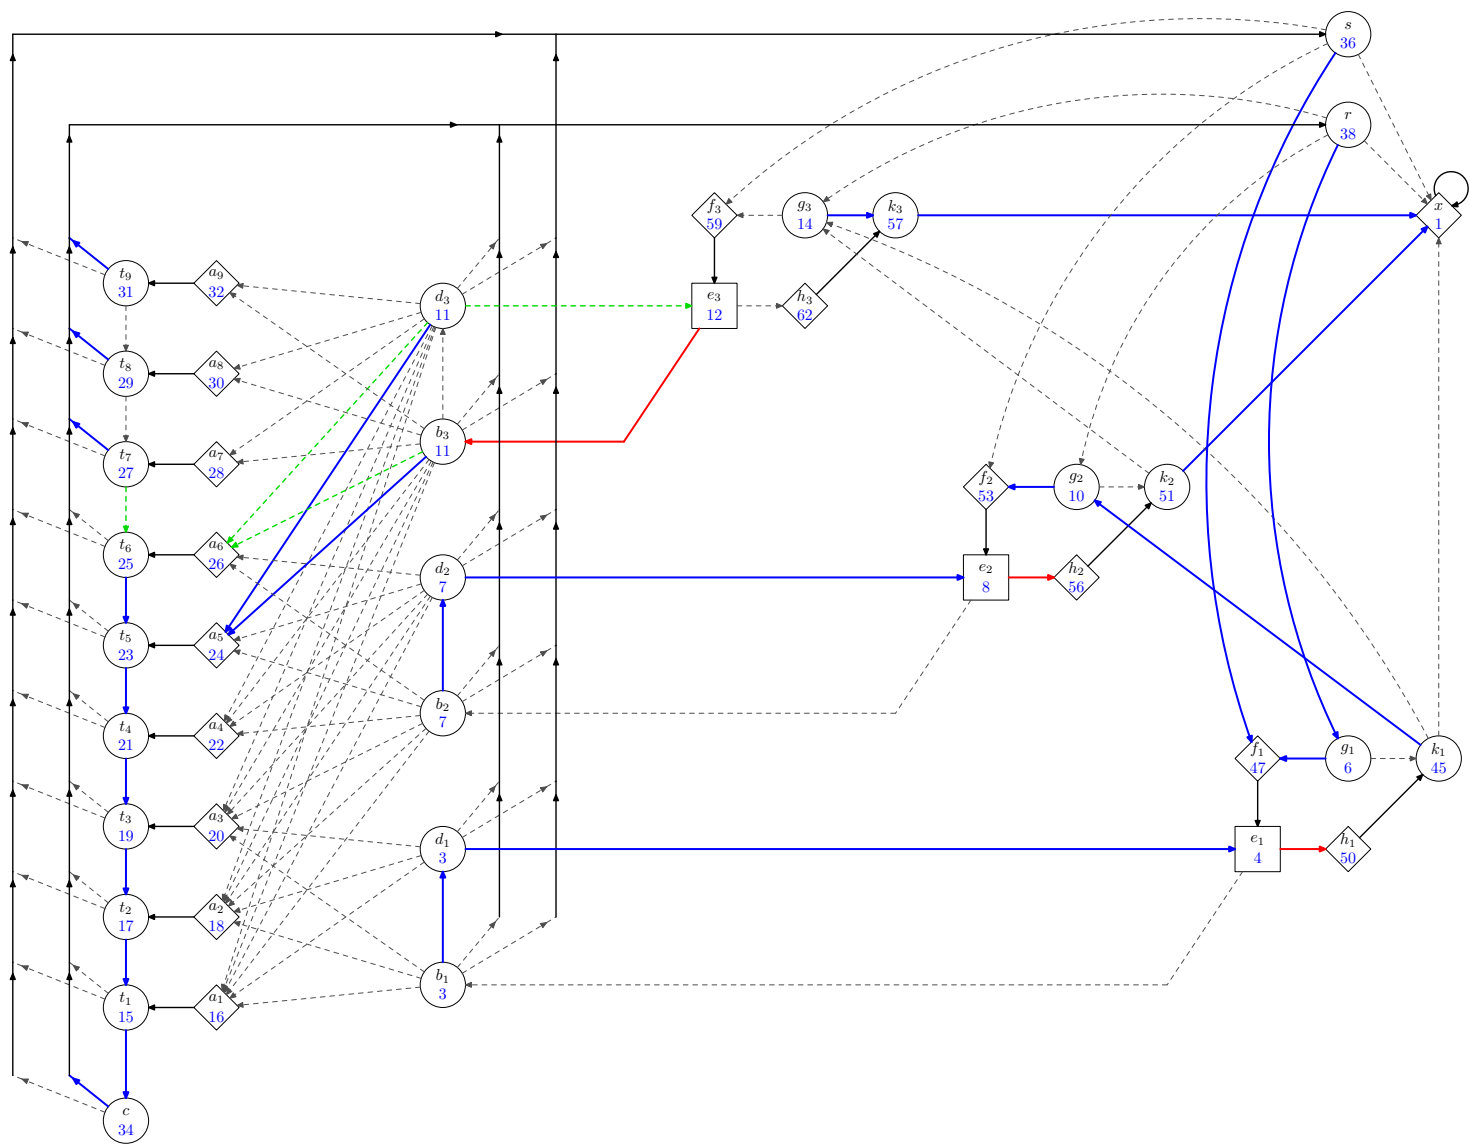 s
36
r
38
f₃
59
g₃
14
k₃
57
x
1
t₉
31
a₉
32
d₃
11
e₃
12
h₃
62
t₈
29
a₈
30
b₃
11
t₇
27
a₇
28
f₂
53
g₂
10
k₂
51
t₆
25
a₆
26
d₂
7
e₂
8
h₂
56
t₅
23
a₅
24
b₂
7
t₄
21
a₄
22
f₁
47
g₁
6
k₁
45
t₃
19
a₃
20
d₁
3
e₁
4
h₁
50
t₂
17
a₂
18
b₁
3
t₁
15
a₁
16
c
34